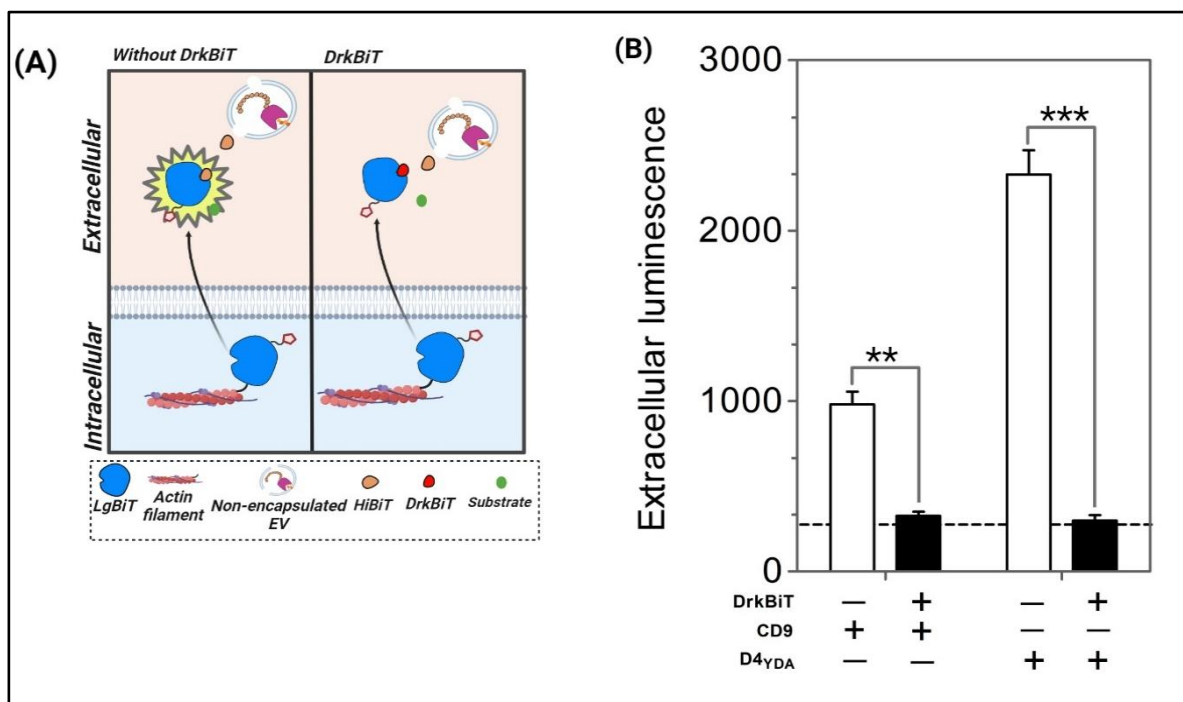 (A)
Without DrkBiT DrkBiT
Extracellular
Intracellular
LgBiT Actin filament Non-encapsulated EV HiBiT DrkBiT Substrate
(B)
Extracellular luminescence
3000
2000
1000
0
** ***
DrkBiT — + — +
CD9 + + — —
D4YDA — — + +